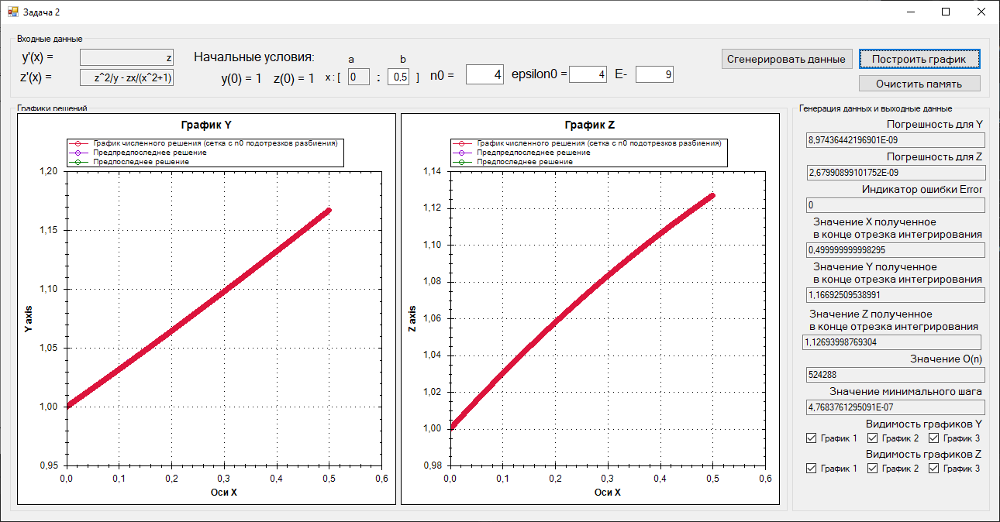 Задача 2
Входные данные
y'(x) =
z
z'(x) =
z^2/y - zx/(x^2+1)
Начальные условия:
y(0) = 1 z(0) = 1
a
b
x : [
0
:
0,5
]
n0 =
4
epsilon0 =
4
E-
9
Сгенерировать данные
Построить график
Очистить память
Графики решений
График Y
График численного решения (сетка с n0 подотрезков разбиения)
Предпредпоследнее решение
Предпоследнее решение
1,20
1,15
1,10
1,05
1,00
0,95
Y axis
0,0
0,1
0,2
0,3
0,4
0,5
0,6
Оси X
График Z
График численного решения (сетка с n0 подотрезков разбиения)
Предпредпоследнее решение
Предпоследнее решение
1,14
1,12
1,10
1,08
1,06
1,04
1,02
1,00
0,98
Z axis
0,0
0,1
0,2
0,3
0,4
0,5
0,6
Оси X
Генерация данных и выходные данные
Погрешность для Y
8,97436442196901E-09
Погрешность для Z
2,67990899101752E-09
Индикатор ошибки Error
0
Значение X полученное
в конце отрезка интегрирования
0,499999999998295
Значение Y полученное
в конце отрезка интегрирования
1,16692509538991
Значение Z полученное
в конце отрезка интегрирования
1,12693998769304
Значение O(n)
524288
Значение минимального шага
4,7683761295091E-07
Видимость графиков Y
График 1 График 2 График 3
Видимость графиков Z
График 1 График 2 График 3